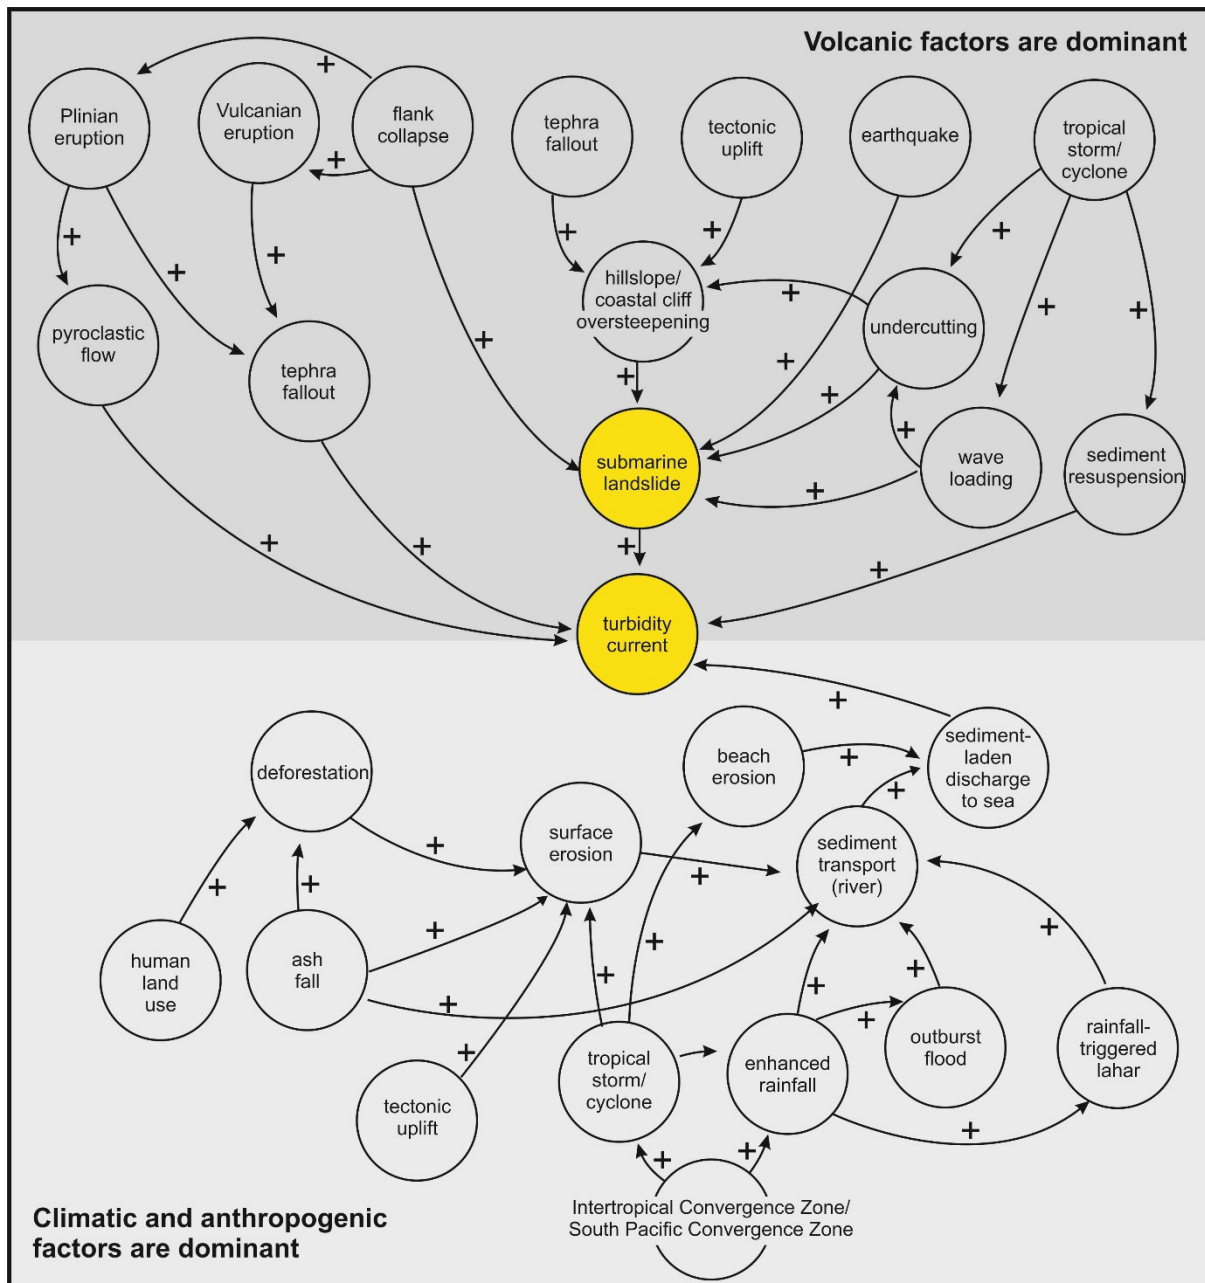 Volcanic factors are dominant
Plinian
eruption
Vulcanian
eruption
flank
collapse
tephra
fallout
tectonic
uplift
earthquake
tropical
storm/
cyclone
+
+
+
+
+
+
+
+
+
+
+
hillslope/
coastal cliff
oversteepening
undercutting
pyroclastic
flow
tephra
fallout
+
+
+
+
+
+
+
submarine
landslide
wave
loading
sediment
resuspension
+
+
+
+
+
turbidity
current
+
sediment-
laden
discharge
to sea
beach
erosion
+
deforestation
+
surface
erosion
+
sediment
transport
(river)
+
+
+
human
land
use
ash
fall
+
+
+
+
+
+
+
+
+
+
tropical
storm/
cyclone
enhanced
rainfall
outburst
flood
rainfall-
triggered
lahar
tectonic
uplift
+
+
+
Intertropical Convergence Zone/
South Pacific Convergence Zone
Climatic and anthropogenic
factors are dominant